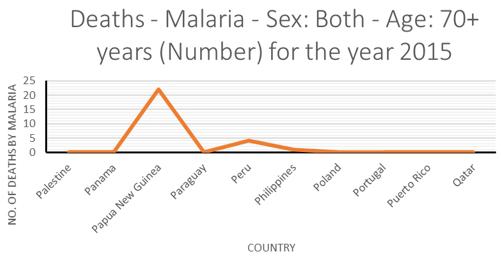 Deaths - Malaria - Sex: Both - Age: 70+
years (Number) for the year 2015
NO. OF DEATHS BY MALARIA
25
20
15
10
5
0
Palestine
Panama
Papua New Guinea
Paraguay
Peru
Philippines
Poland
Portugal
Puerto Rico
Qatar
COUNTRY